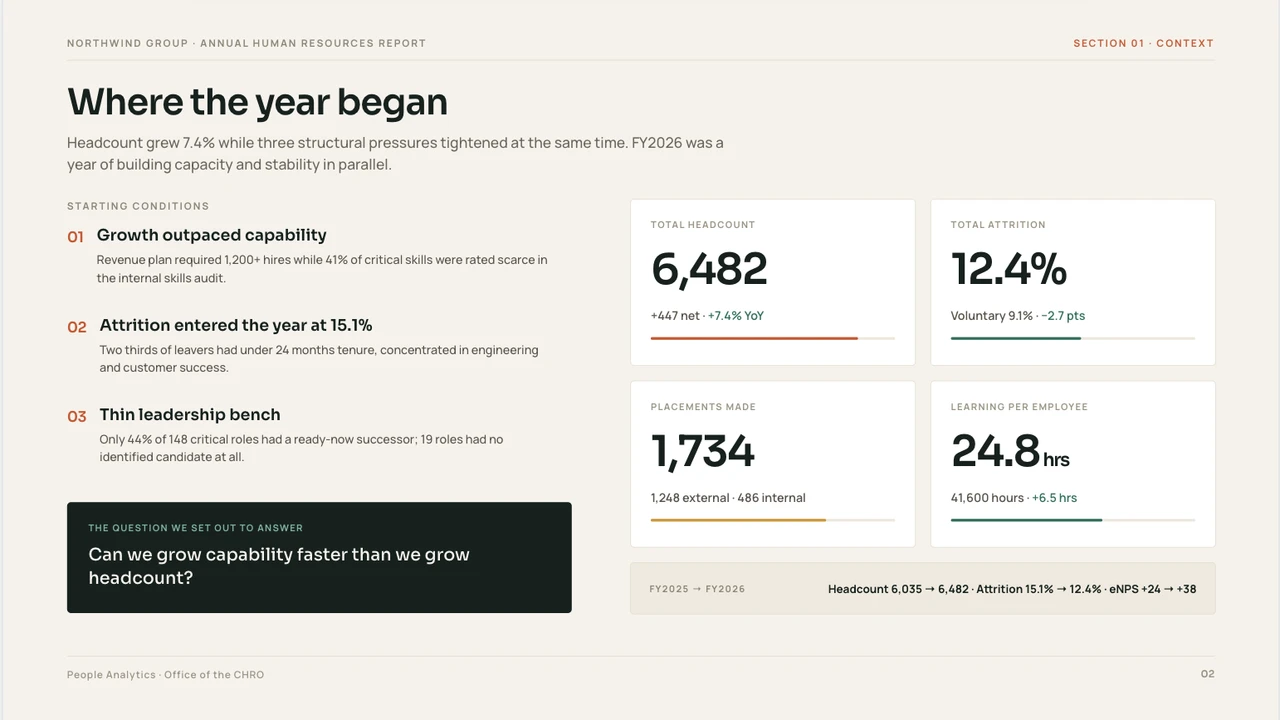 NORTHWIND GROUP · ANNUAL HUMAN RESOURCES REPORT
SECTION 01 · CONTEXT
Where the year began
Headcount grew 7.4% while three structural pressures tightened at the same time. FY2026 was a
year of building capacity and stability in parallel.
STARTING CONDITIONS
01 Growth outpaced capability
Revenue plan required 1,200+ hires while 41% of critical skills were rated scarce in
the internal skills audit.
02 Attrition entered the year at 15.1%
Two thirds of leavers had under 24 months tenure, concentrated in engineering
and customer success.
03 Thin leadership bench
Only 44% of 148 critical roles had a ready-now successor; 19 roles had no
identified candidate at all.
THE QUESTION WE SET OUT TO ANSWER
Can we grow capability faster than we grow
headcount?
TOTAL HEADCOUNT
6,482
+447 net · +7.4% YoY
TOTAL ATTRITION
12.4%
Voluntary 9.1% · −2.7 pts
PLACEMENTS MADE
1,734
1,248 external · 486 internal
LEARNING PER EMPLOYEE
24.8 hrs
41,600 hours · +6.5 hrs
FY2025 → FY2026
Headcount 6,035 → 6,482 · Attrition 15.1% → 12.4% · eNPS +24 → +38
People Analytics · Office of the CHRO
02